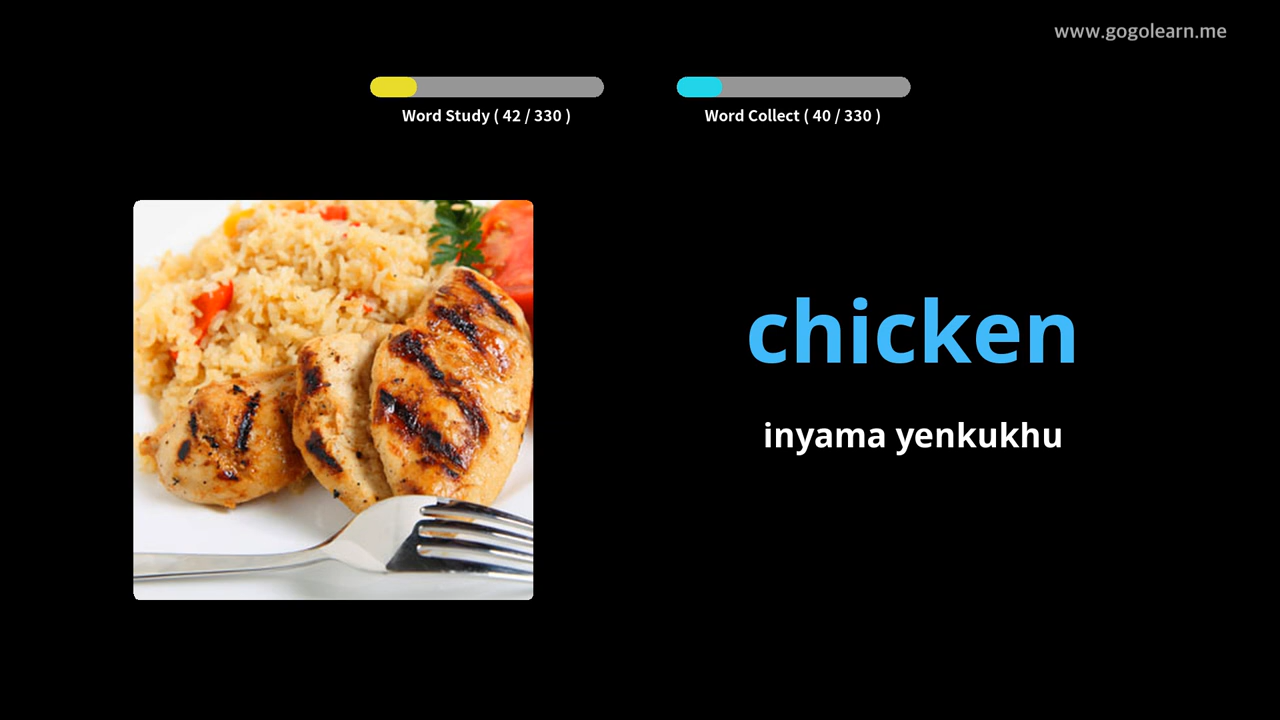 www.gogolearn.me
Word Study ( 42 / 330 )
Word Collect ( 40 / 330 )
chicken
inyama yenkukhu